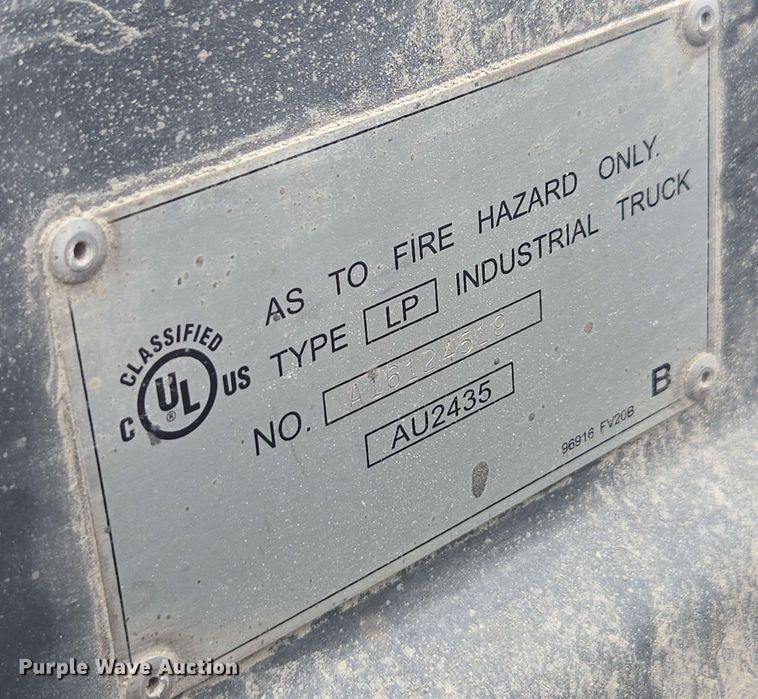 AS TO FIRE HAZARD ONLY.
CLASSIFIED
C UL ® US
TYPE LP INDUSTRIAL TRUCK
NO. A16124519
AU2435
96916 FV20B
B
Purple Wave Auction